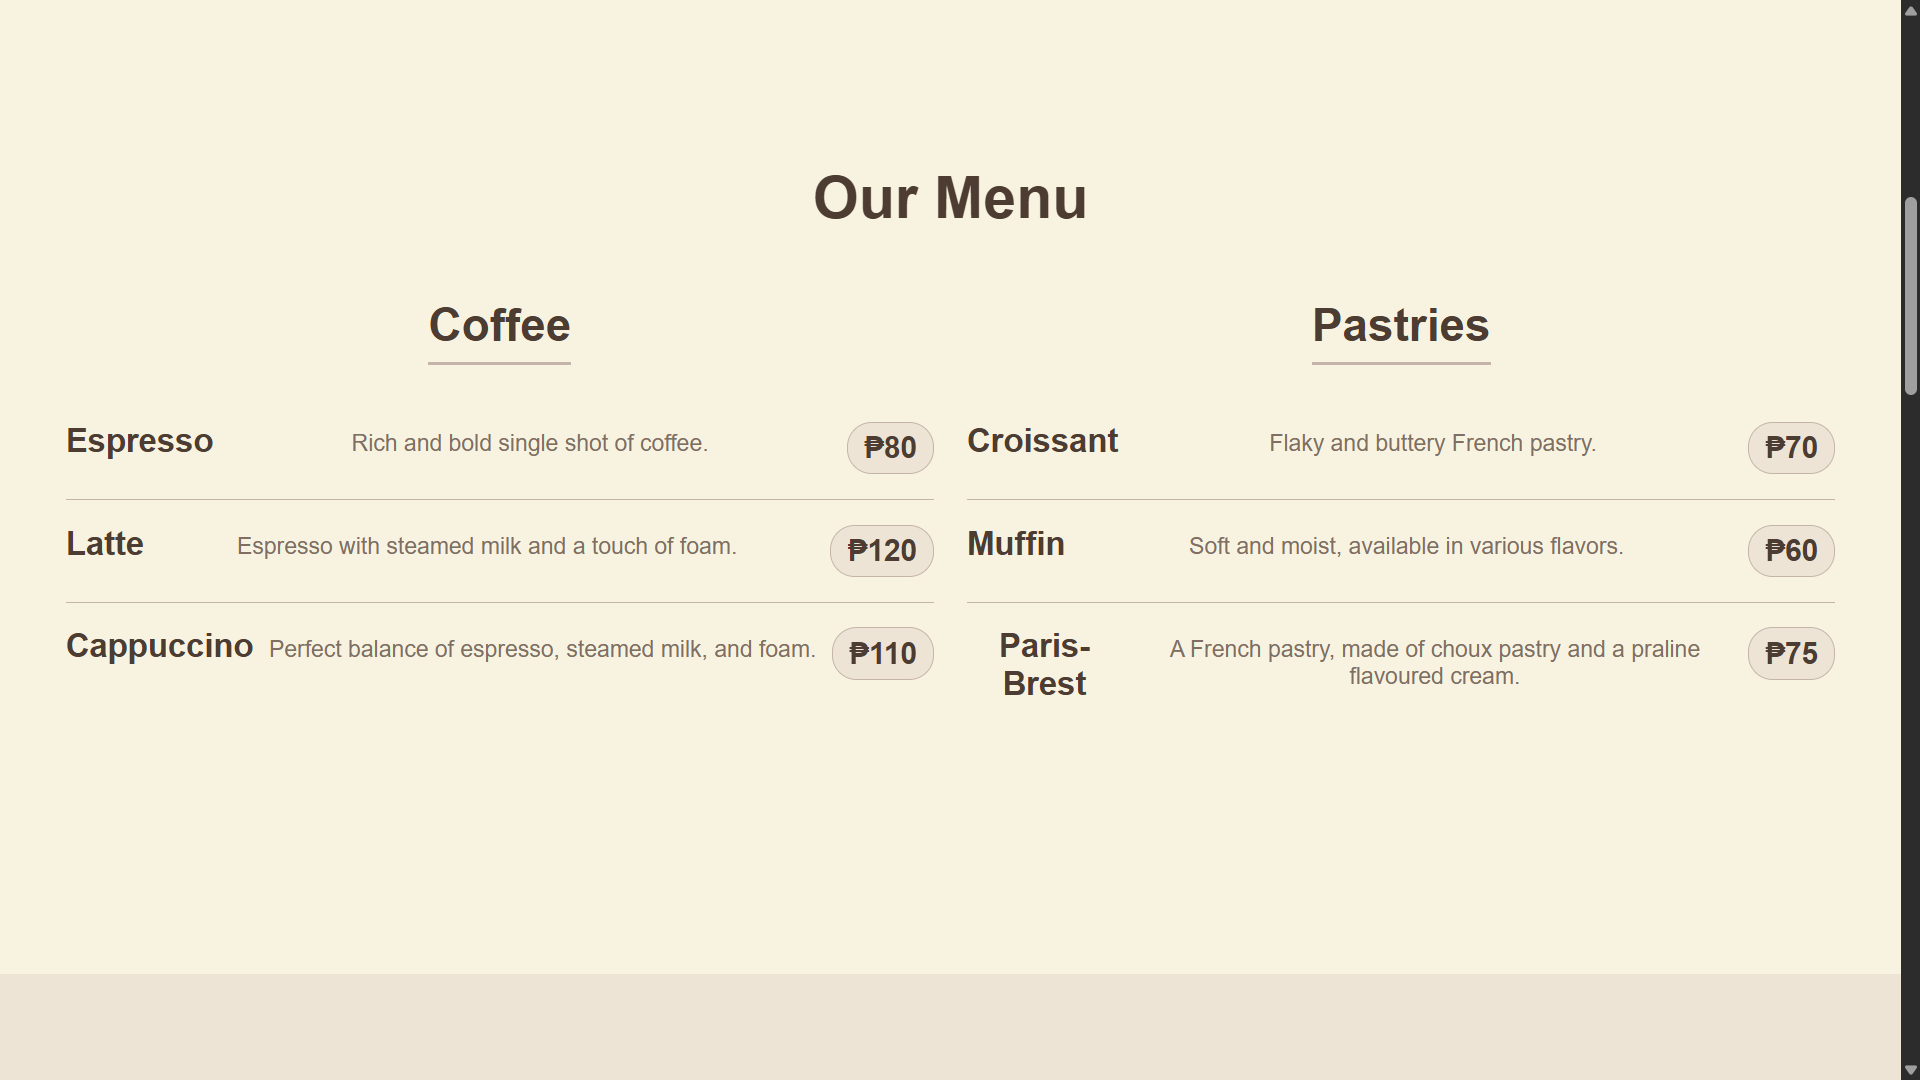 Our Menu
Coffee
Espresso Rich and bold single shot of coffee. ₱80
Latte Espresso with steamed milk and a touch of foam. ₱120
Cappuccino Perfect balance of espresso, steamed milk, and foam. ₱110
Pastries
Croissant Flaky and buttery French pastry. ₱70
Muffin Soft and moist, available in various flavors. ₱60
Paris-
Brest
A French pastry, made of choux pastry and a praline
flavoured cream.
₱75